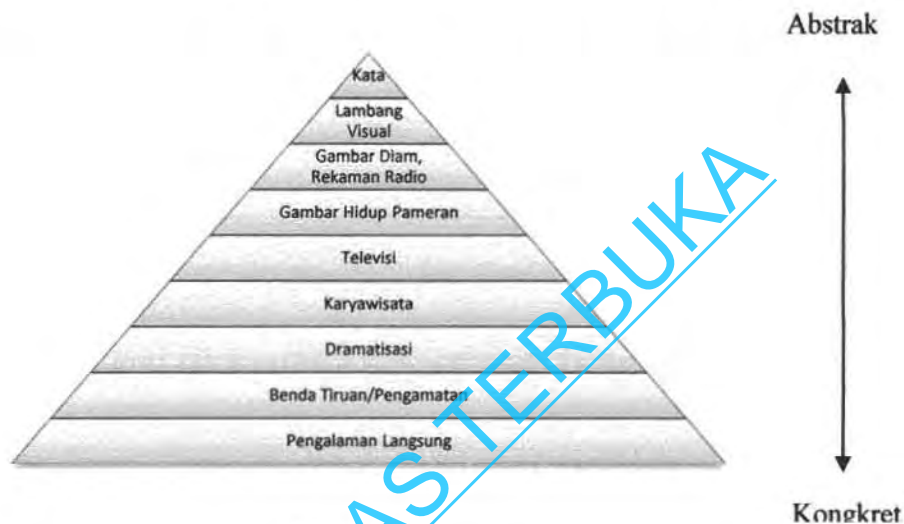 Abstrak
Kata
Lambang
Visual
Gambar Diam,
Rekaman Radio
Gambar Hidup Pameran
Televisi
Karyawisata
Dramatisasi
Benda Tiruan/Pengamatan
Pengalaman Langsung
Kongkret
AS TERBUKA